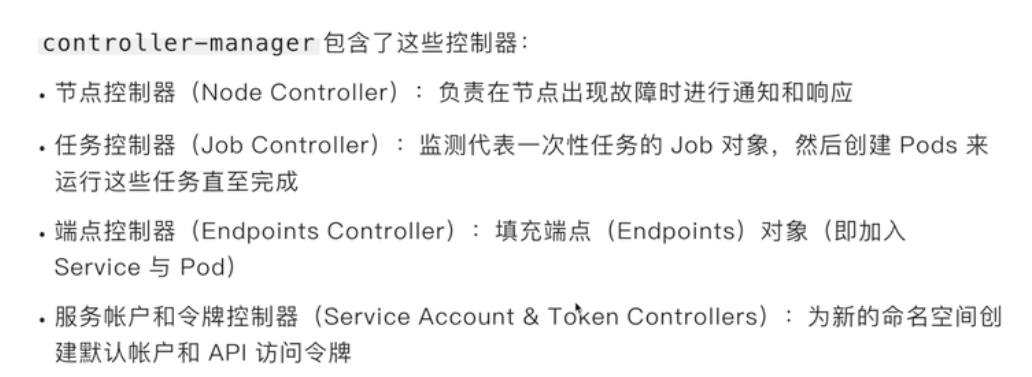 controller-manager 包含了这些控制器：
• 节点控制器（Node Controller）：负责在节点出现故障时进行通知和响应
• 任务控制器（Job Controller）：监测代表一次性任务的 Job 对象，然后创建 Pods 来
运行这些任务直至完成
• 端点控制器（Endpoints Controller）：填充端点（Endpoints）对象（即加入
Service 与 Pod）
• 服务帐户和令牌控制器（Service Account & Token Controllers）：为新的命名空间创
建默认帐户和 API 访问令牌